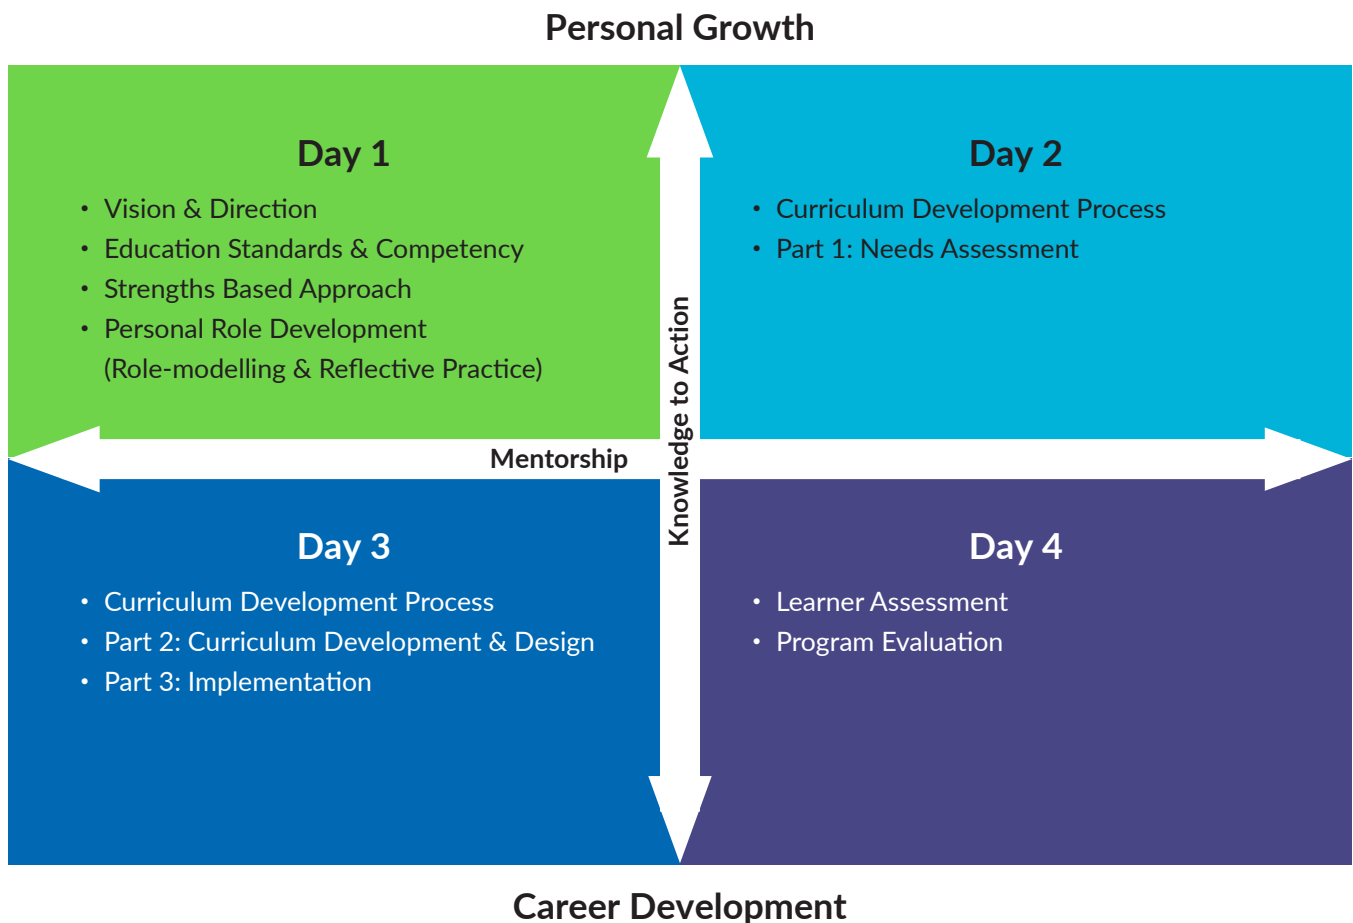 Personal Growth
Day 1
• Vision & Direction
• Education Standards & Competency
• Strengths Based Approach
• Personal Role Development
(Role-modelling & Reflective Practice)
Day 2
• Curriculum Development Process
• Part 1: Needs Assessment
Mentorship
Knowledge to Action
Day 3
• Curriculum Development Process
• Part 2: Curriculum Development & Design
• Part 3: Implementation
Day 4
• Learner Assessment
• Program Evaluation
Career Development